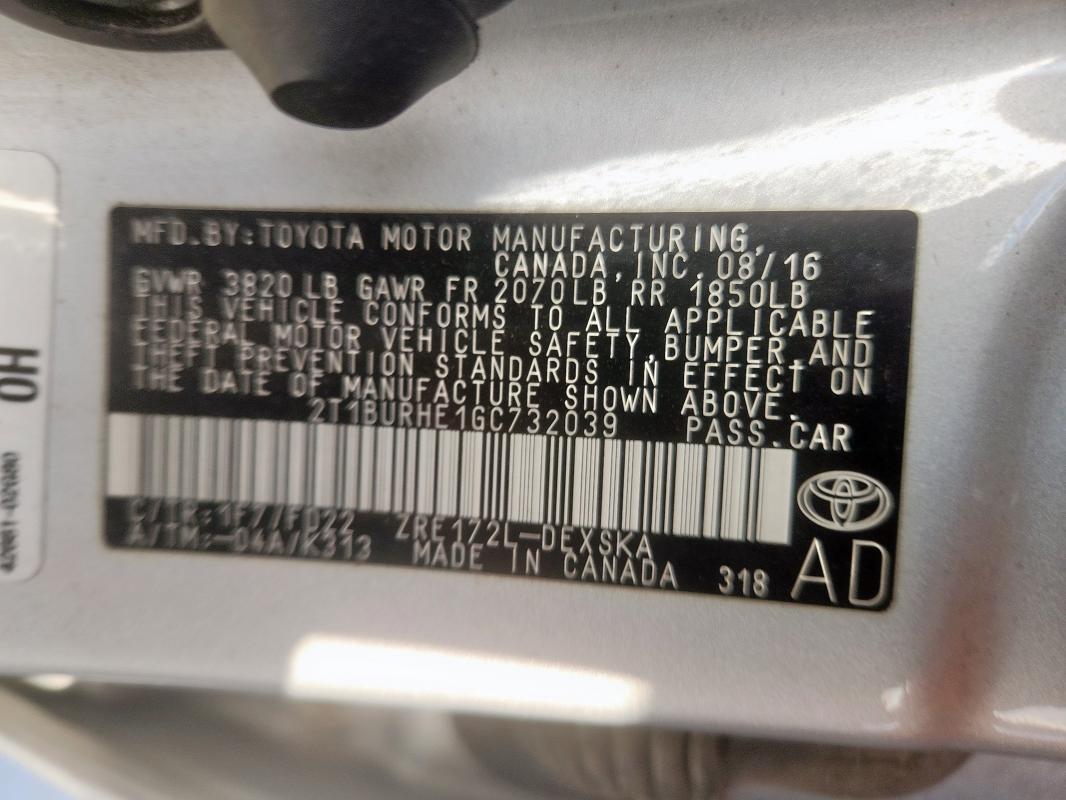 MFD.BY:TOYOTA MOTOR MANUFACTURING,
CANADA, INC. 08/16
GVWR 3820 LB GAWR FR 2070LB RR 1850LB
THIS VEHICLE CONFORMS TO ALL APPLICABLE
FEDERAL MOTOR VEHICLE SAFETY, BUMPER, AND
THEFT PREVENTION STANDARDS IN EFFECT ON
THE DATE OF MANUFACTURE SHOWN ABOVE.
2T1BURHE1GC732039 PASS.CAR
C/TR:1F7/FD22 ZRE172L-DEXSKA
A/TM:-04A/K313 MADE IN CANADA 318 AD
0H
42661-02U80